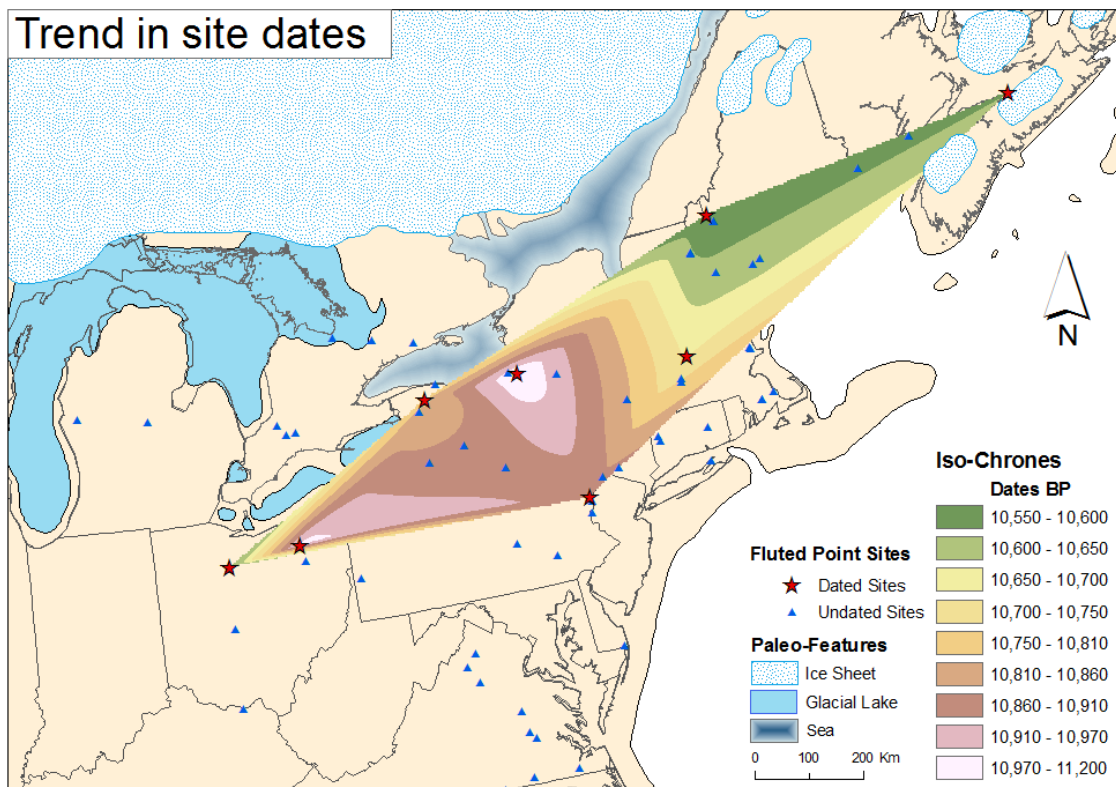 Trend in site dates
N
Iso-Chrones
Dates BP
10,550 - 10,600
10,600 - 10,650
10,650 - 10,700
10,700 - 10,750
10,750 - 10,810
10,810 - 10,860
10,860 - 10,910
10,910 - 10,970
10,970 - 11,200
Fluted Point Sites
Dated Sites
Undated Sites
Paleo-Features
Ice Sheet
Glacial Lake
Sea
0 100 200 Km